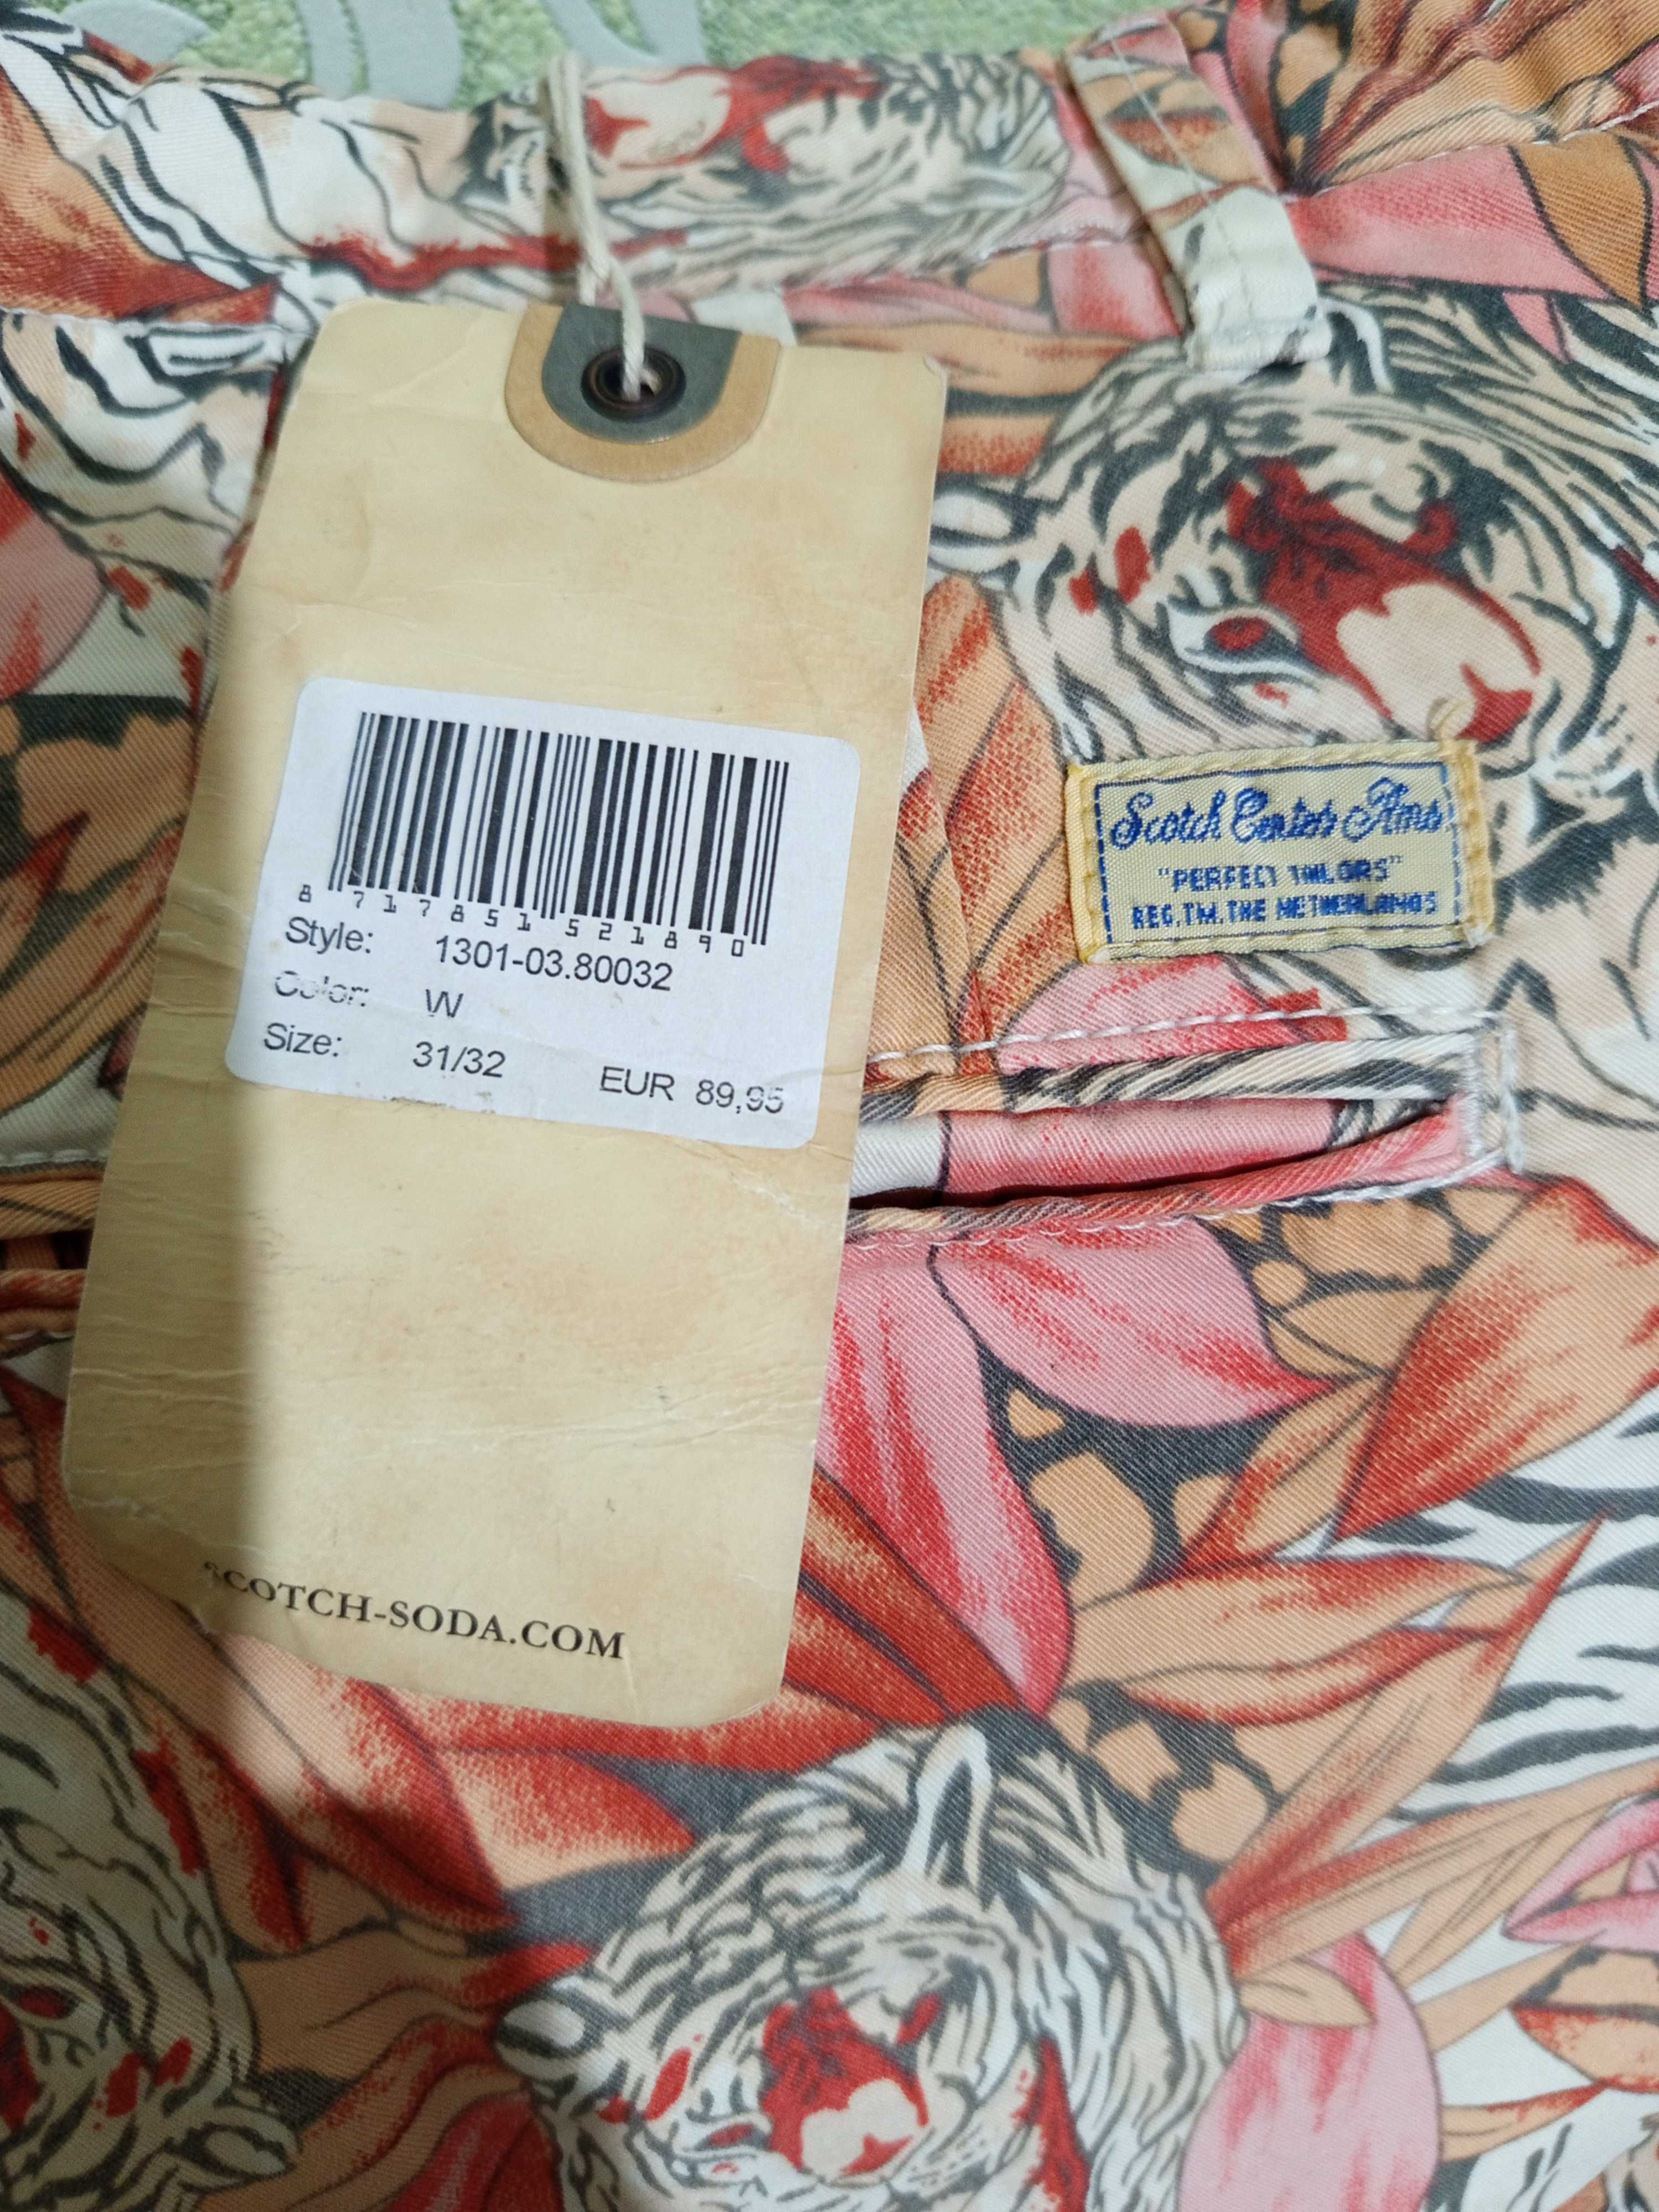 8 717851 521890
Style: 1301-03.80032
Color: W
Size: 31/32 EUR 89,95
SCOTCH-SODA.COM
Scotch Center Ams
"PERFECT TAILORS"
REG.TM.THE NETHERLANDS